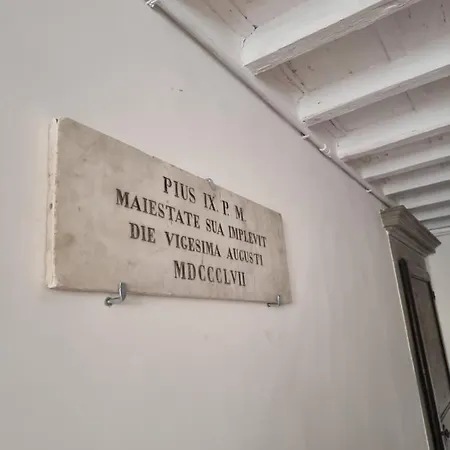 PIUS IX. P. M.
MAIESTATE SUA IMPLEVIT
DIE VIGESIMA AUGUSTI
MDCCCLVII